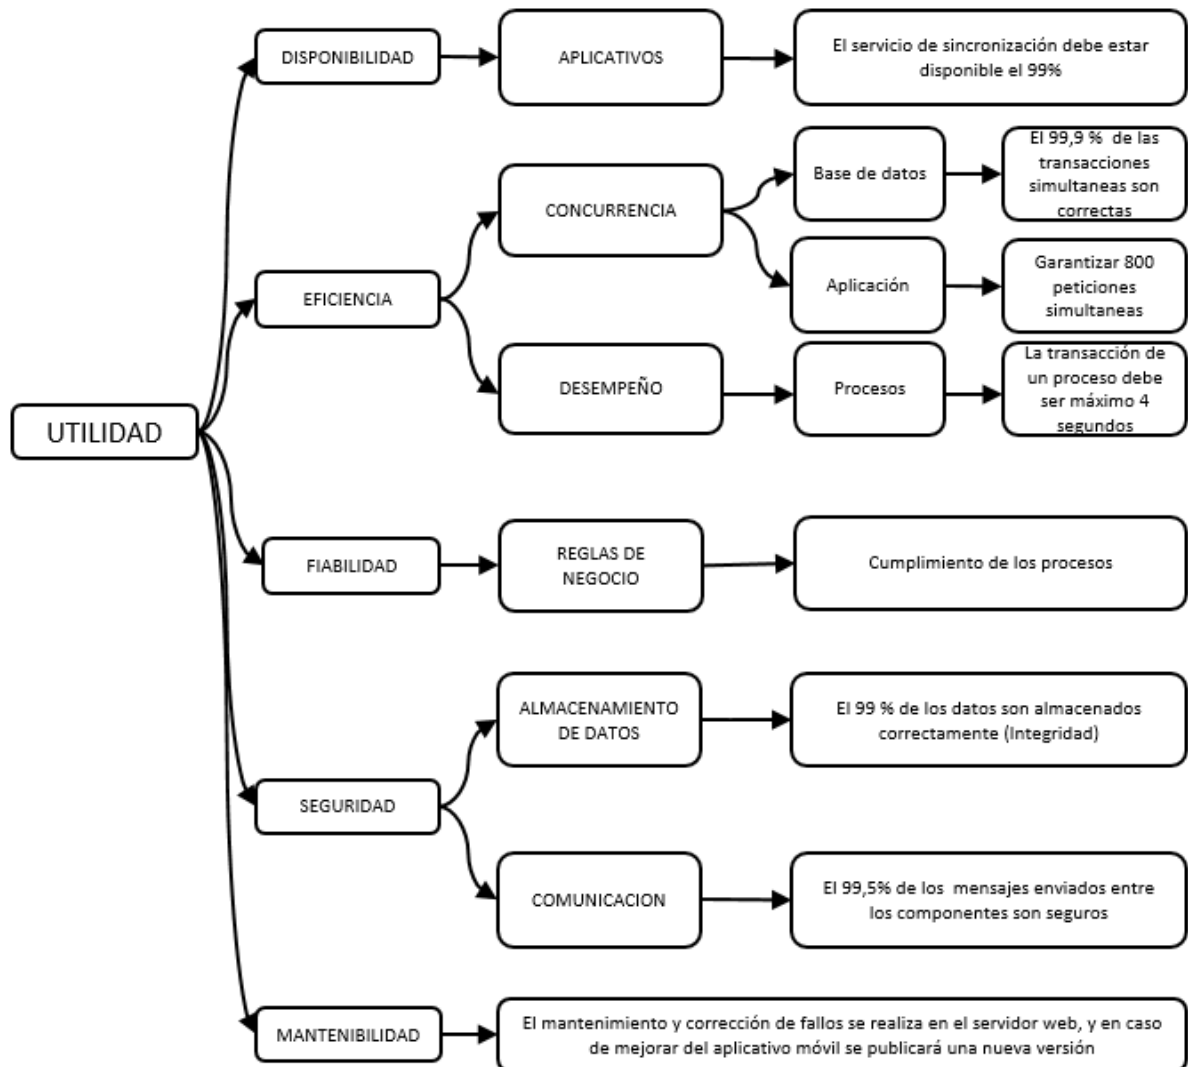 DISPONIBILIDAD
APLICATIVOS
El servicio de sincronización debe estar
disponible el 99%
EFICIENCIA
CONCURRENCIA
Base de datos
El 99,9 % de las
transacciones
simultaneas son
correctas
Aplicación
Garantizar 800
peticiones
simultaneas
DESEMPEÑO
Procesos
La transacción de
un proceso debe
ser máximo 4
segundos
UTILIDAD
FIABILIDAD
REGLAS DE
NEGOCIO
Cumplimiento de los procesos
SEGURIDAD
ALMACENAMIENTO
DE DATOS
El 99 % de los datos son almacenados
correctamente (Integridad)
COMUNICACION
El 99,5% de los mensajes enviados entre
los componentes son seguros
MANTENIBILIDAD
El mantenimiento y corrección de fallos se realiza en el servidor web, y en caso
de mejorar del aplicativo móvil se publicará una nueva versión